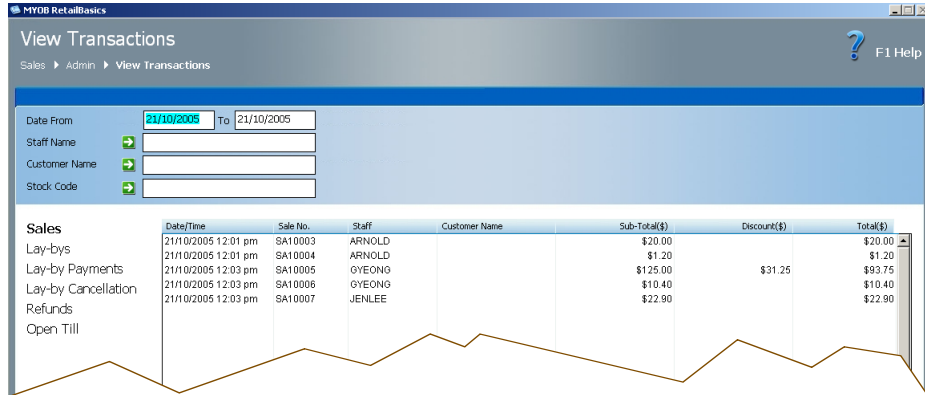 MYOB RetailBasics
View Transactions
F1 Help
Sales Admin View Transactions
Date From 21/10/2005 To 21/10/2005
Staff Name
Customer Name
Stock Code
Sales
Lay-bys
Lay-by Payments
Lay-by Cancellation
Refunds
Open Till
Date/Time Sale No. Staff Customer Name Sub-Total($) Discount($) Total($)
21/10/2005 12:01 pm SA10003 ARNOLD $20.00 $20.00
21/10/2005 12:01 pm SA10004 ARNOLD $1.20 $1.20
21/10/2005 12:03 pm SA10005 GYEONG $125.00 $31.25 $93.75
21/10/2005 12:03 pm SA10006 GYEONG $10.40 $10.40
21/10/2005 12:03 pm SA10007 JENLEE $22.90 $22.90